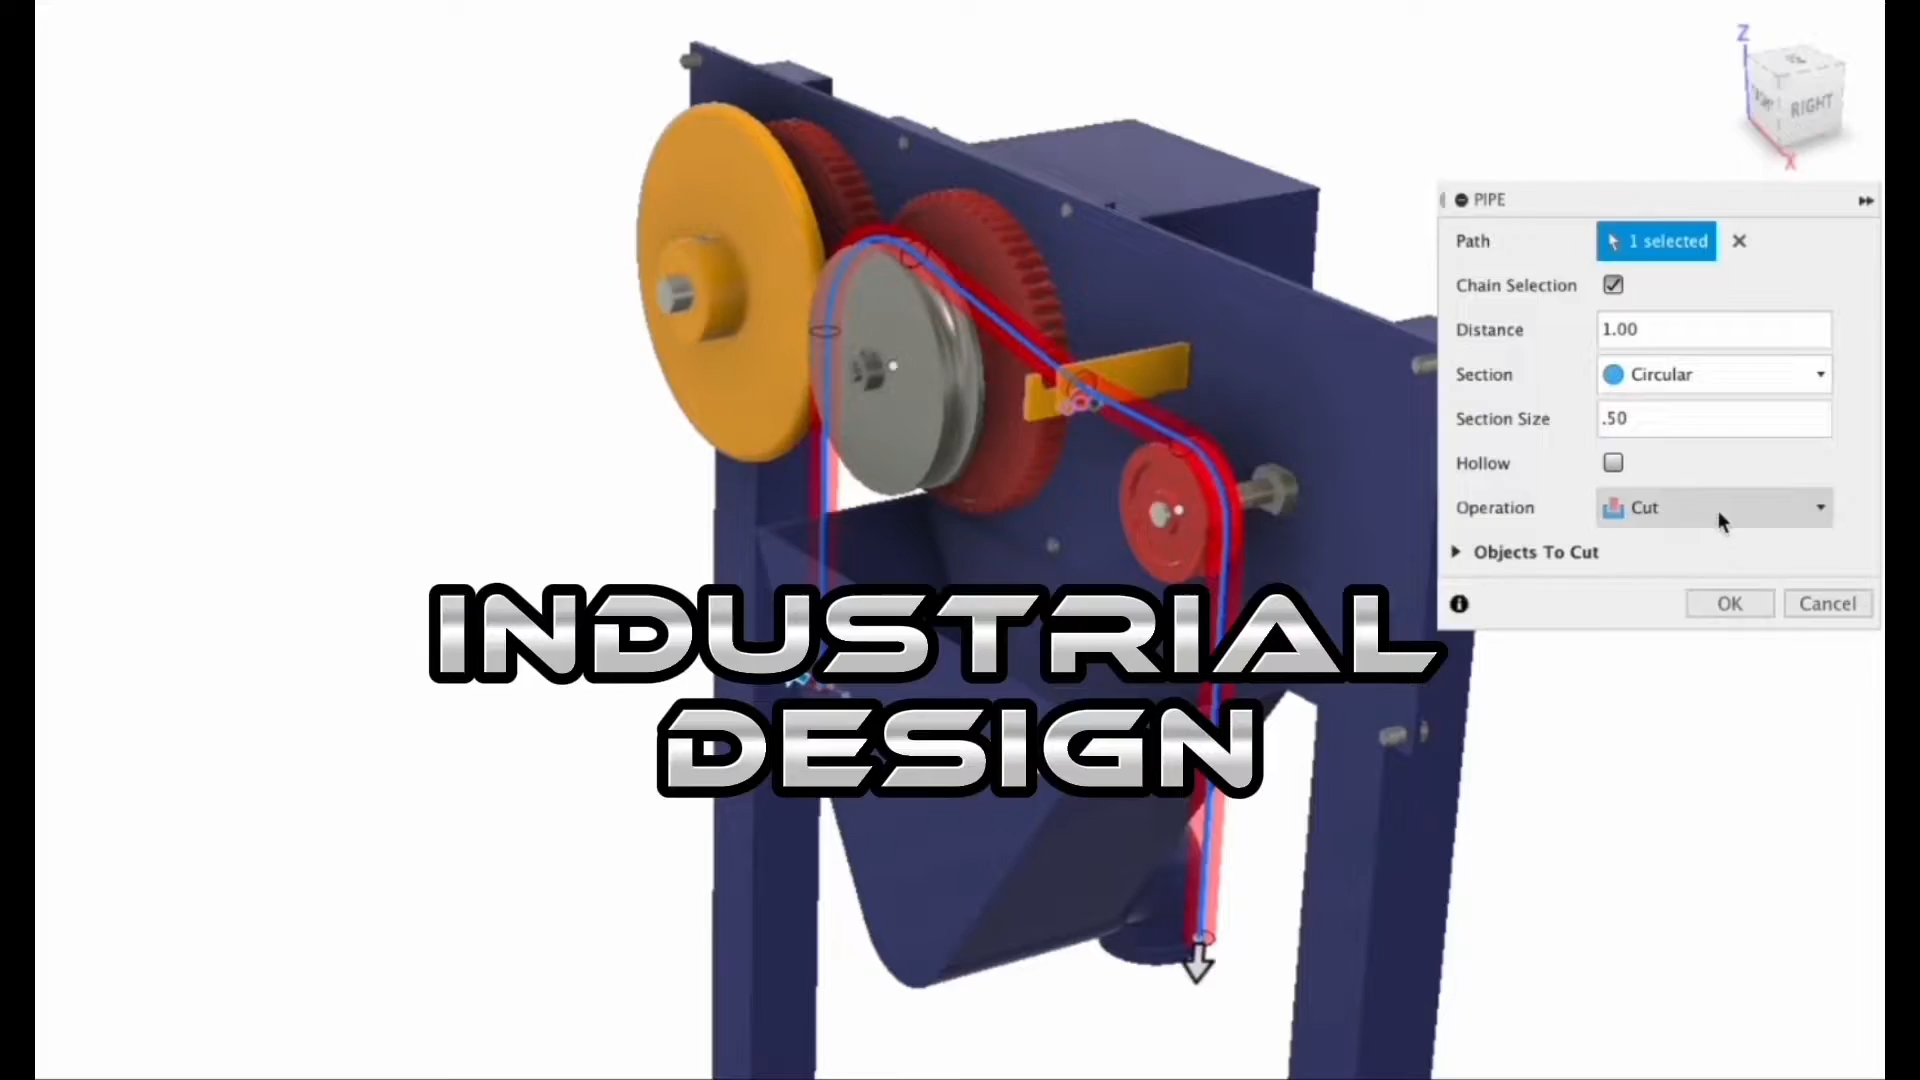 Z
RIGHT
X
PIPE
Path 1 selected
Chain Selection
Distance 1.00
Section Circular
Section Size .50
Hollow
Operation Cut
Objects To Cut
OK Cancel
INDUSTRIAL
DESIGN